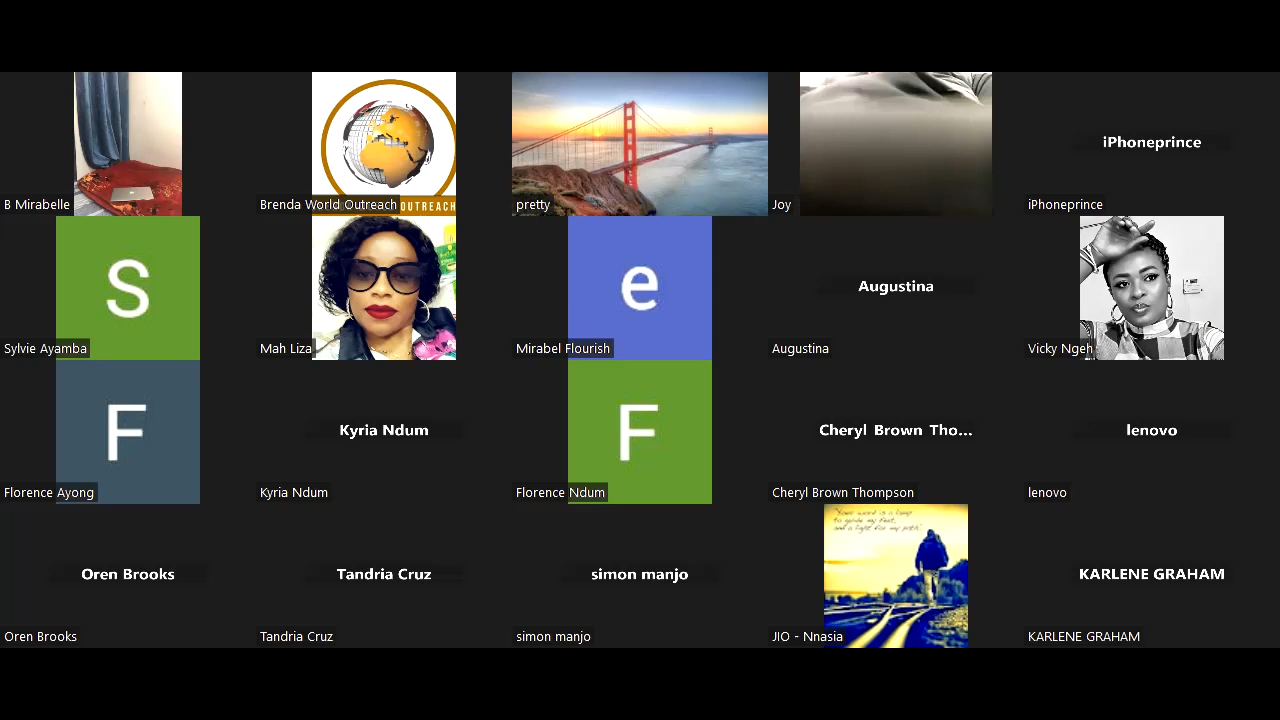 B Mirabelle
OUTREACH
Brenda World Outreach
pretty
Joy
iPhoneprince
iPhoneprince
S
Sylvie Ayamba
Mah Liza
e
Mirabel Flourish
Augustina
Augustina
Vicky Ngeh
F
Florence Ayong
Kyria Ndum
Kyria Ndum
F
Florence Ndum
Cheryl Brown Tho...
Cheryl Brown Thompson
lenovo
lenovo
Oren Brooks
Oren Brooks
Tandria Cruz
Tandria Cruz
simon manjo
simon manjo
"Your word is a lamp
to guide my feet,
and a light for my path."
JIO - Nnasia
KARLENE GRAHAM
KARLENE GRAHAM